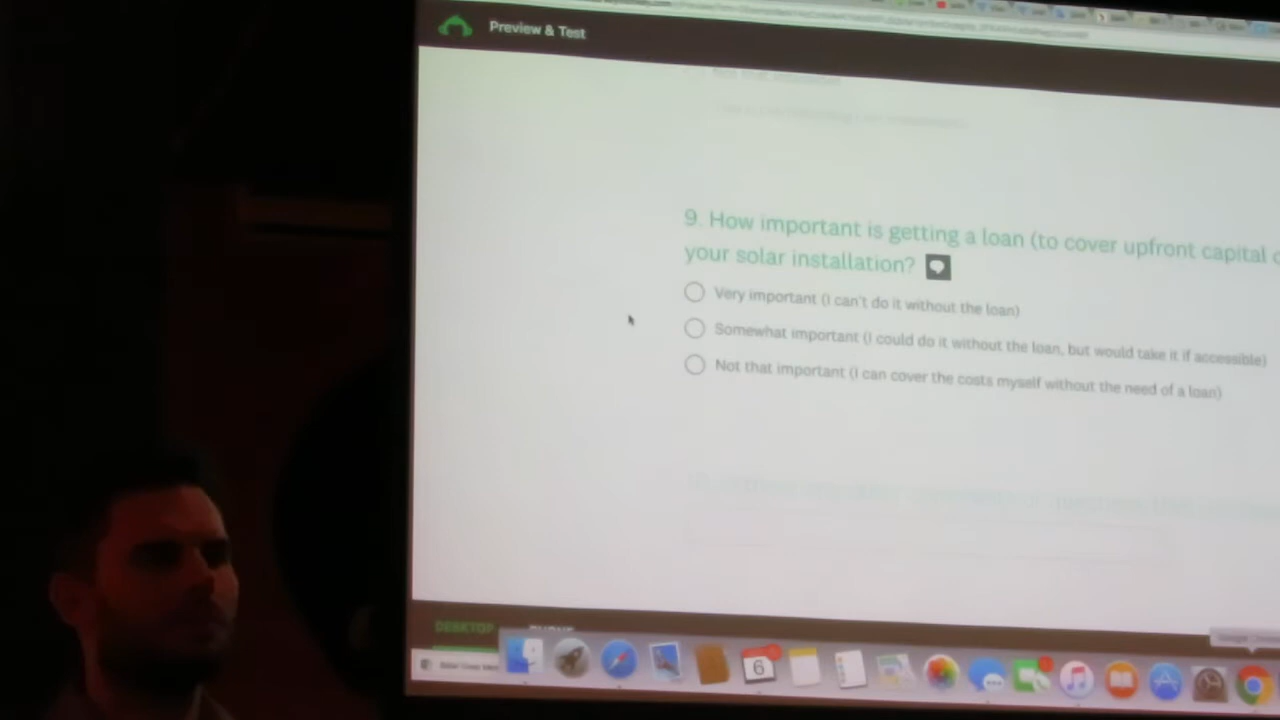 Preview & Test
9. How important is getting a loan (to cover upfront capital
your solar installation?
Very important (I can't do it without the loan)
Somewhat important (I could do it without the loan, but would take it if accessible)
Not that important (I can cover the costs myself without the need of a loan)
DESKTOP
6